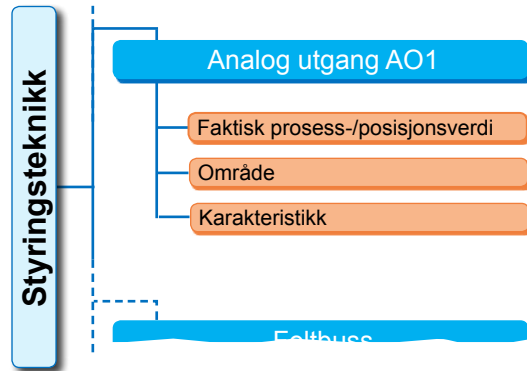 Styringsteknikk
Analog utgang AO1
Faktisk prosess-/posisjonsverdi
Område
Karakteristikk
Feltbuss